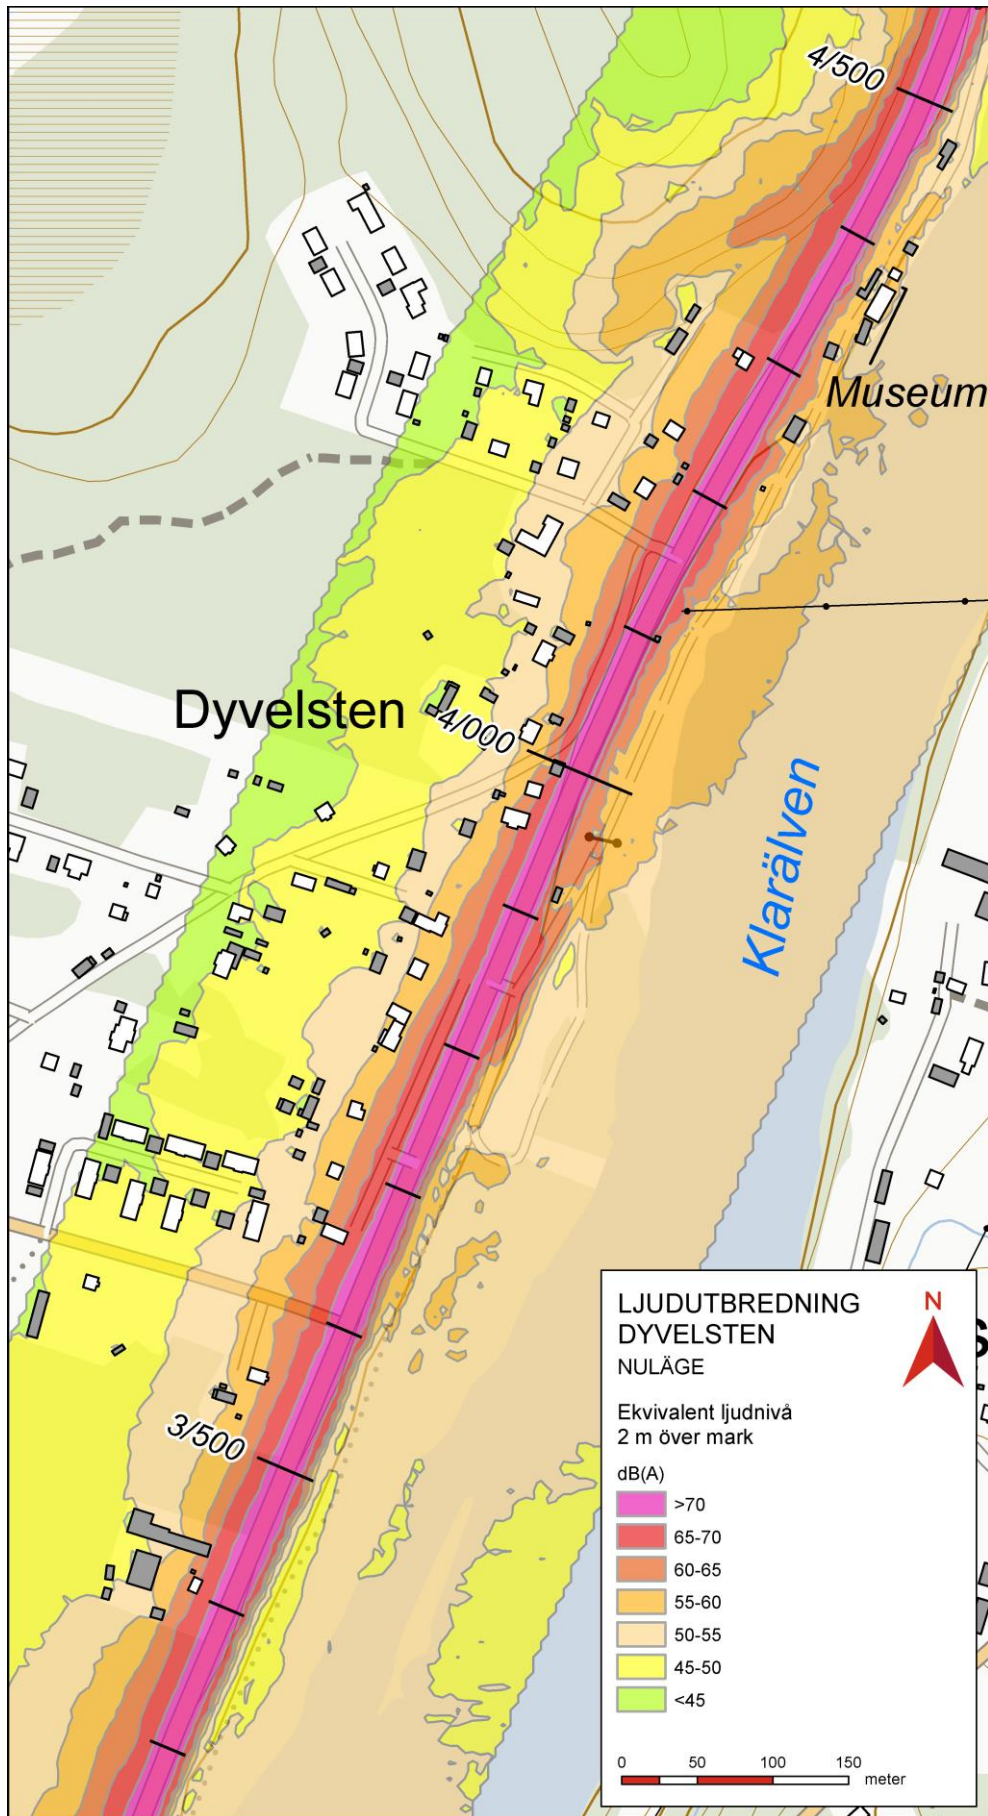 4/500
Museum
Dyvelsten
4/000
Klarälven
3/500
LJUDUTBREDNING
DYVELSTEN
NULÄGE
N
Ekvivalent ljudnivå
2 m över mark
dB(A)
>70
65-70
60-65
55-60
50-55
45-50
<45
0 50 100 150
meter